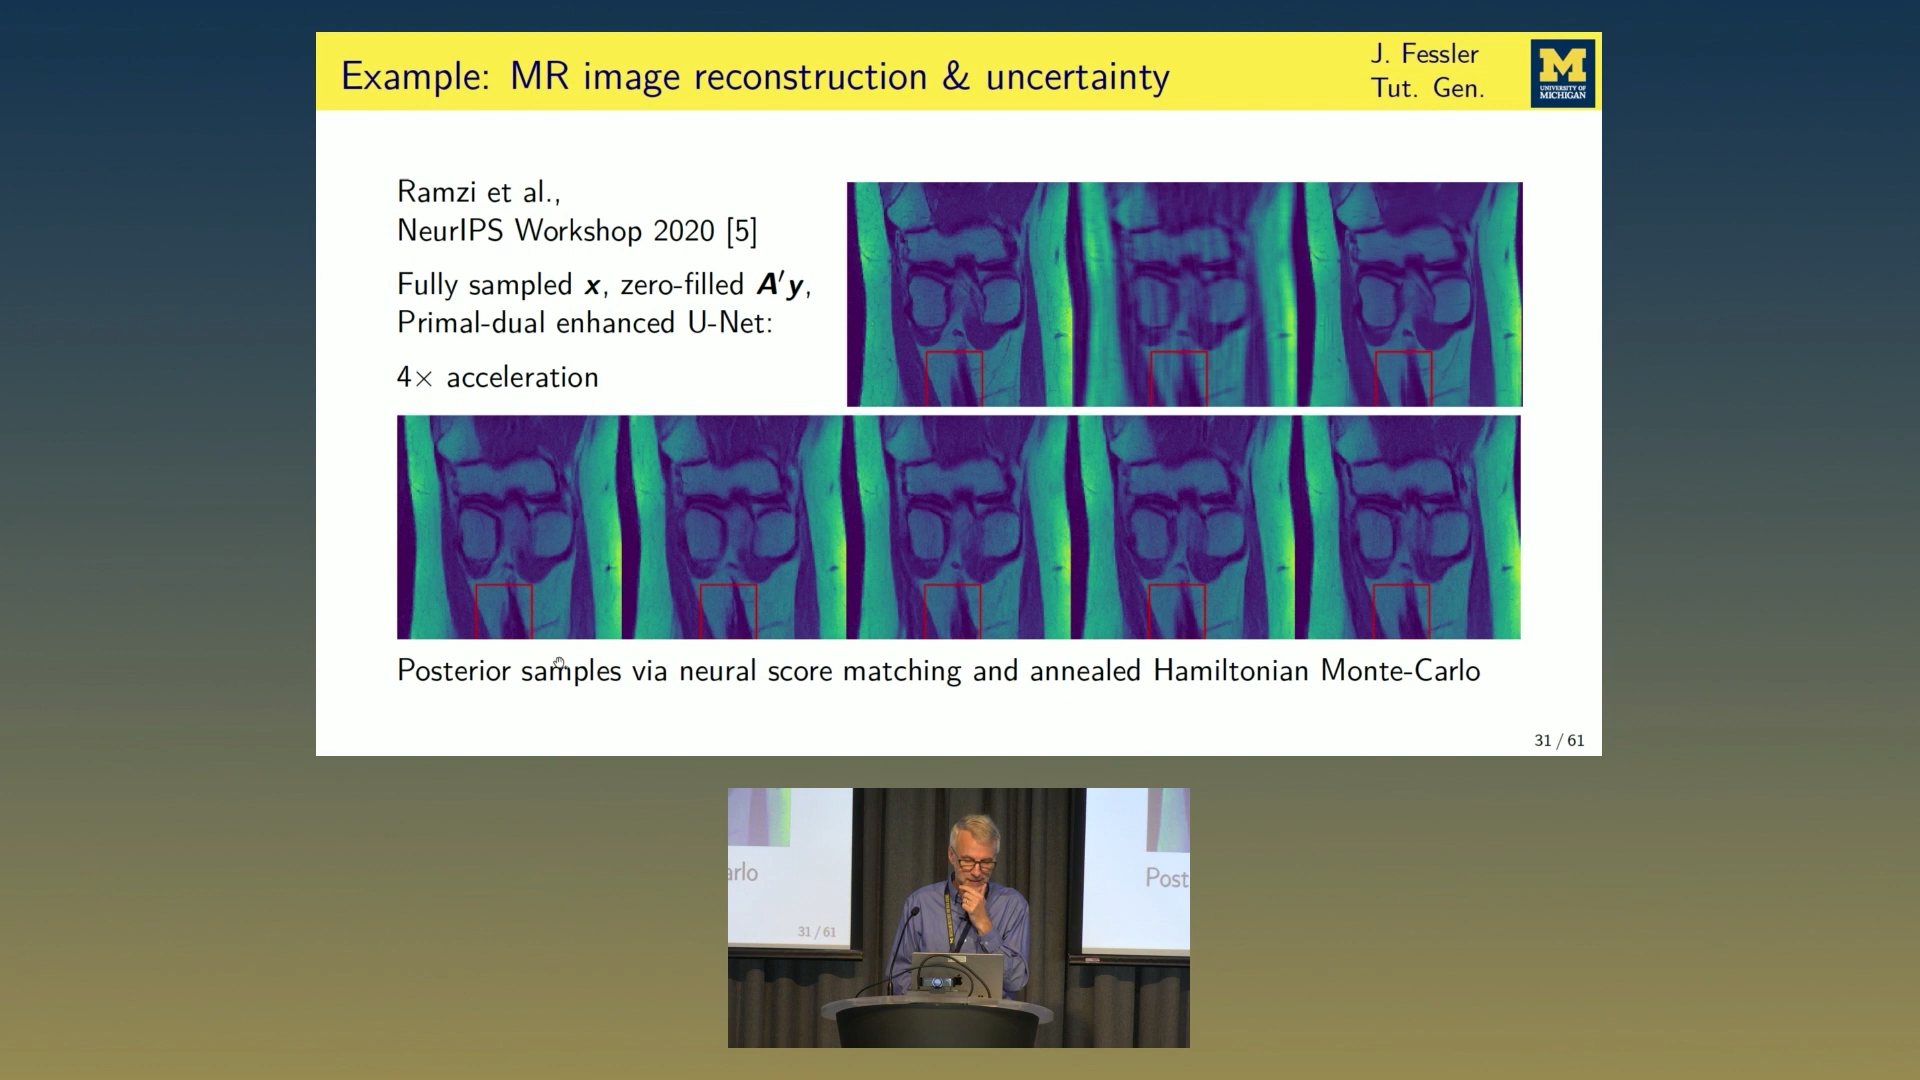 Example: MR image reconstruction & uncertainty
J. Fessler
Tut. Gen.
M
UNIVERSITY OF
MICHIGAN
Ramzi et al.,
NeurIPS Workshop 2020 [5]
Fully sampled x, zero-filled A′y,
Primal-dual enhanced U-Net:
4× acceleration
Posterior samples via neural score matching and annealed Hamiltonian Monte-Carlo
31 / 61
arlo
31 / 61
Post